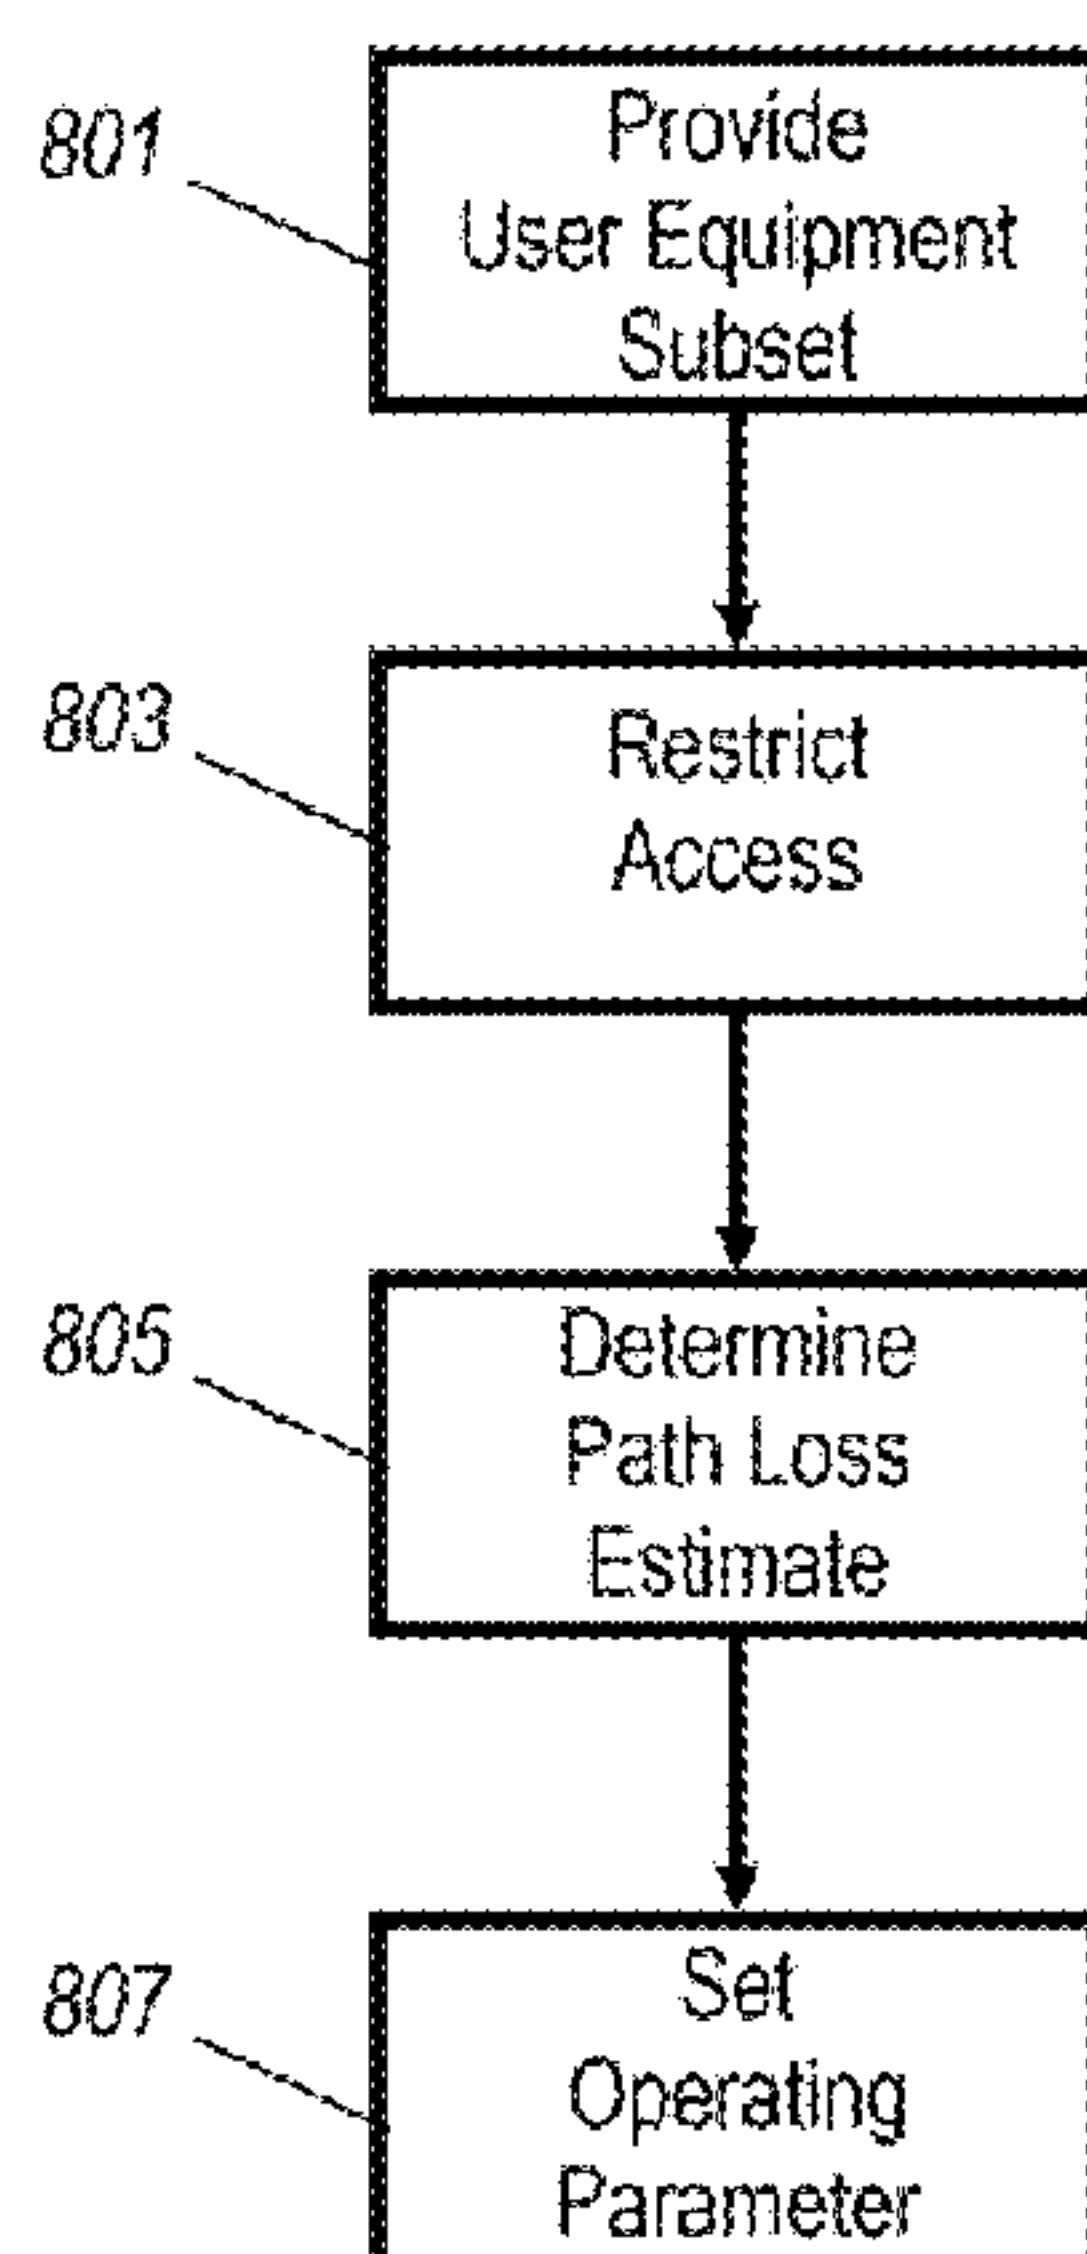 801
Provide
User Equipment
Subset
803
Restrict
Access
805
Determine
Path Loss
Estimate
807
Set
Operating
Parameter